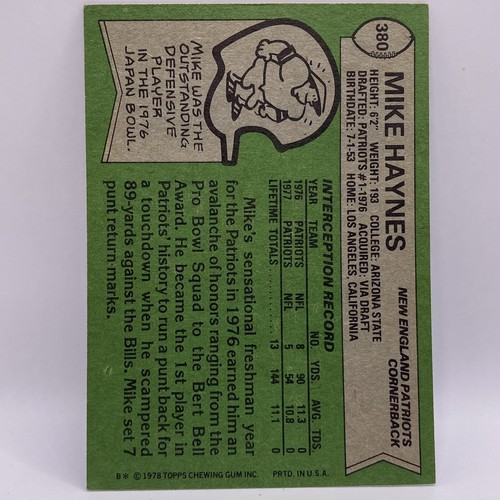 380
MIKE HAYNES
NEW ENGLAND PATRIOTS
CORNERBACK
HEIGHT: 6'2" WEIGHT: 193 COLLEGE: ARIZONA STATE
DRAFTED: PATRIOTS #1-1976 ACQUIRED: VIA DRAFT
BIRTHDATE: 7-1-53 HOME: LOS ANGELES, CALIFORNIA
MIKE WAS THE
OUTSTANDING
DEFENSIVE
PLAYER
IN THE 1976
JAPAN BOWL.
INTERCEPTION RECORD
YEAR TEAM NO. YDS. AVG. TDS
1976 PATRIOTS NFL 8 90 11.3 0
1977 PATRIOTS NFL 5 54 10.8 0
LIFETIME TOTALS 13 144 11.1 0
Mike's sensational freshman year
for the Patriots in 1976 earned him an
avalanche of honors ranging from the
Pro Bowl Squad to the Bert Bell
Award. He became the 1st player in
Patriots history to run a punt back for
a touchdown when he scampered
89-yards against the Bills. Mike set 7
punt return marks.
B* © 1978 TOPPS CHEWING GUM INC. PRTD. IN U.S.A.